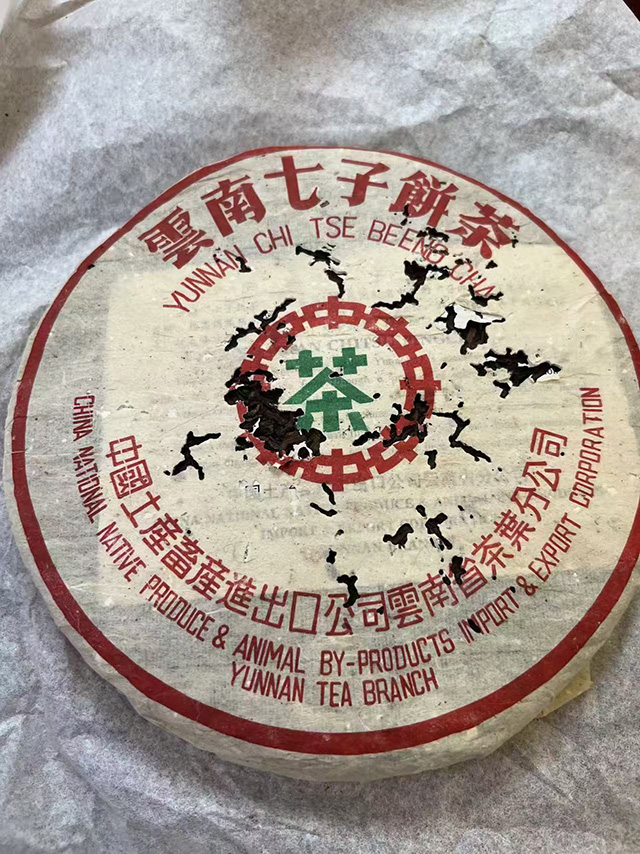 雲南七子餅茶
YUNNAN CHI TSE BEENG CHA
茶
中國土產畜產進出口公司雲南省茶葉分公司
CHINA NATIONAL NATIVE PRODUCE & ANIMAL BY-PRODUCTS IMPORT & EXPORT CORPORATION
YUNNAN TEA BRANCH